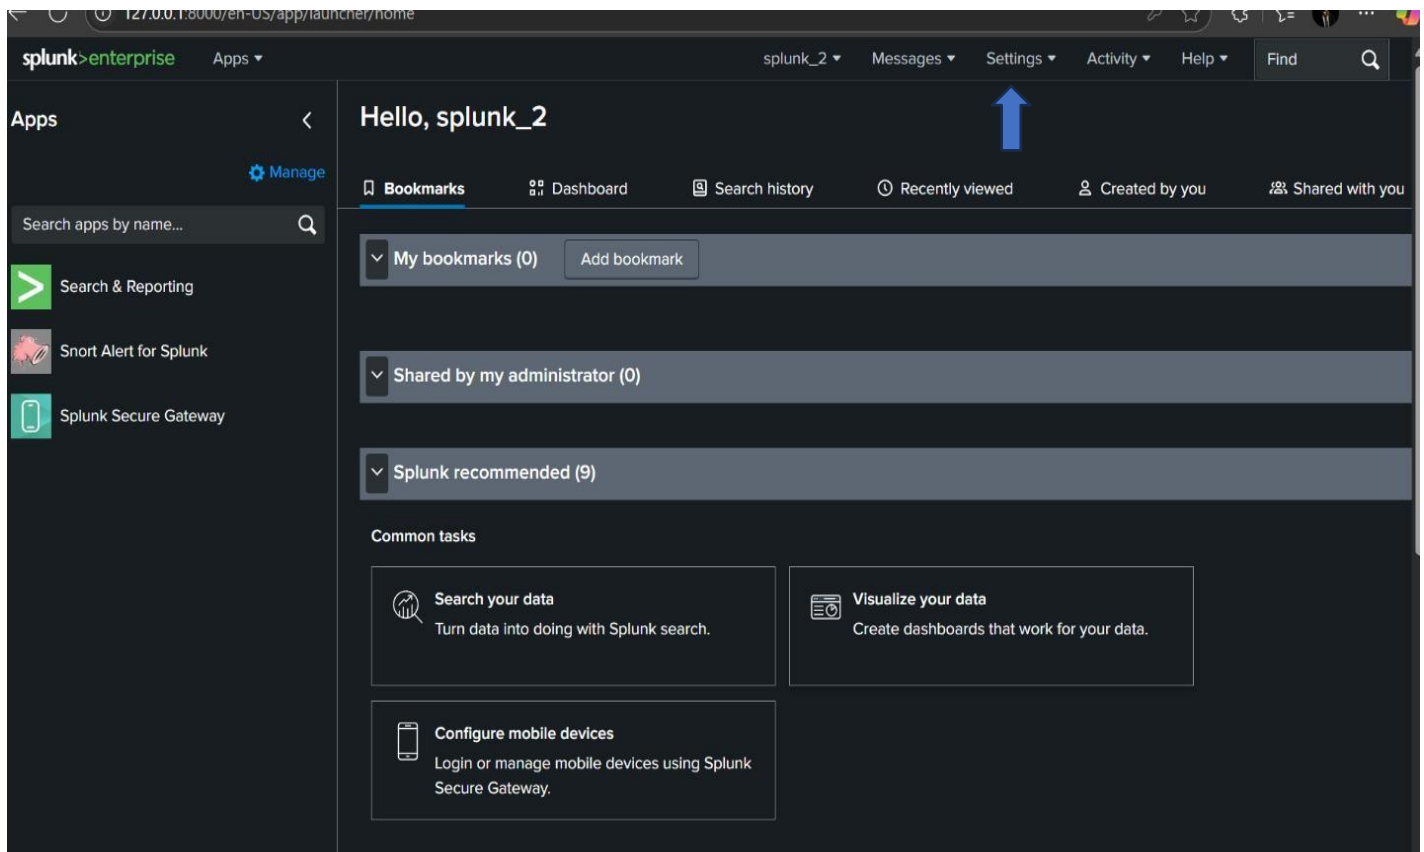 127.0.0.1:8000/en-US/app/launcher/home
splunk>enterprise Apps splunk_2 Messages Settings Activity Help Find
Apps
Manage
Search apps by name...
Search & Reporting
Snort Alert for Splunk
Splunk Secure Gateway
Hello, splunk_2
Bookmarks Dashboard Search history Recently viewed Created by you Shared with you
My bookmarks (0) Add bookmark
Shared by my administrator (0)
Splunk recommended (9)
Common tasks
Search your data
Turn data into doing with Splunk search.
Visualize your data
Create dashboards that work for your data.
Configure mobile devices
Login or manage mobile devices using Splunk
Secure Gateway.